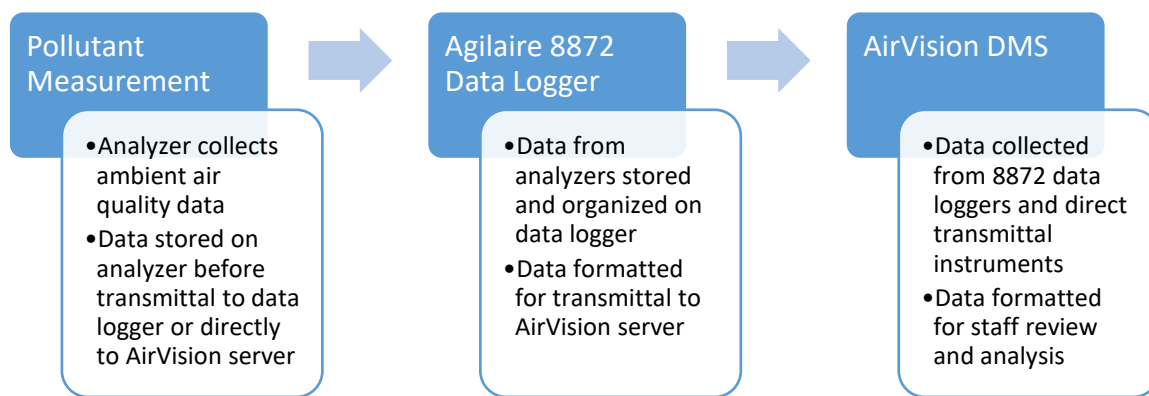 Pollutant
Measurement
•Analyzer collects
ambient air
quality data
•Data stored on
analyzer before
transmittal to data
logger or directly
to AirVision server
Agilaire 8872
Data Logger
•Data from
analyzers stored
and organized on
data logger
•Data formatted
for transmittal to
AirVision server
AirVision DMS
•Data collected
from 8872 data
loggers and direct
transmittal
instruments
•Data formatted
for staff review
and analysis